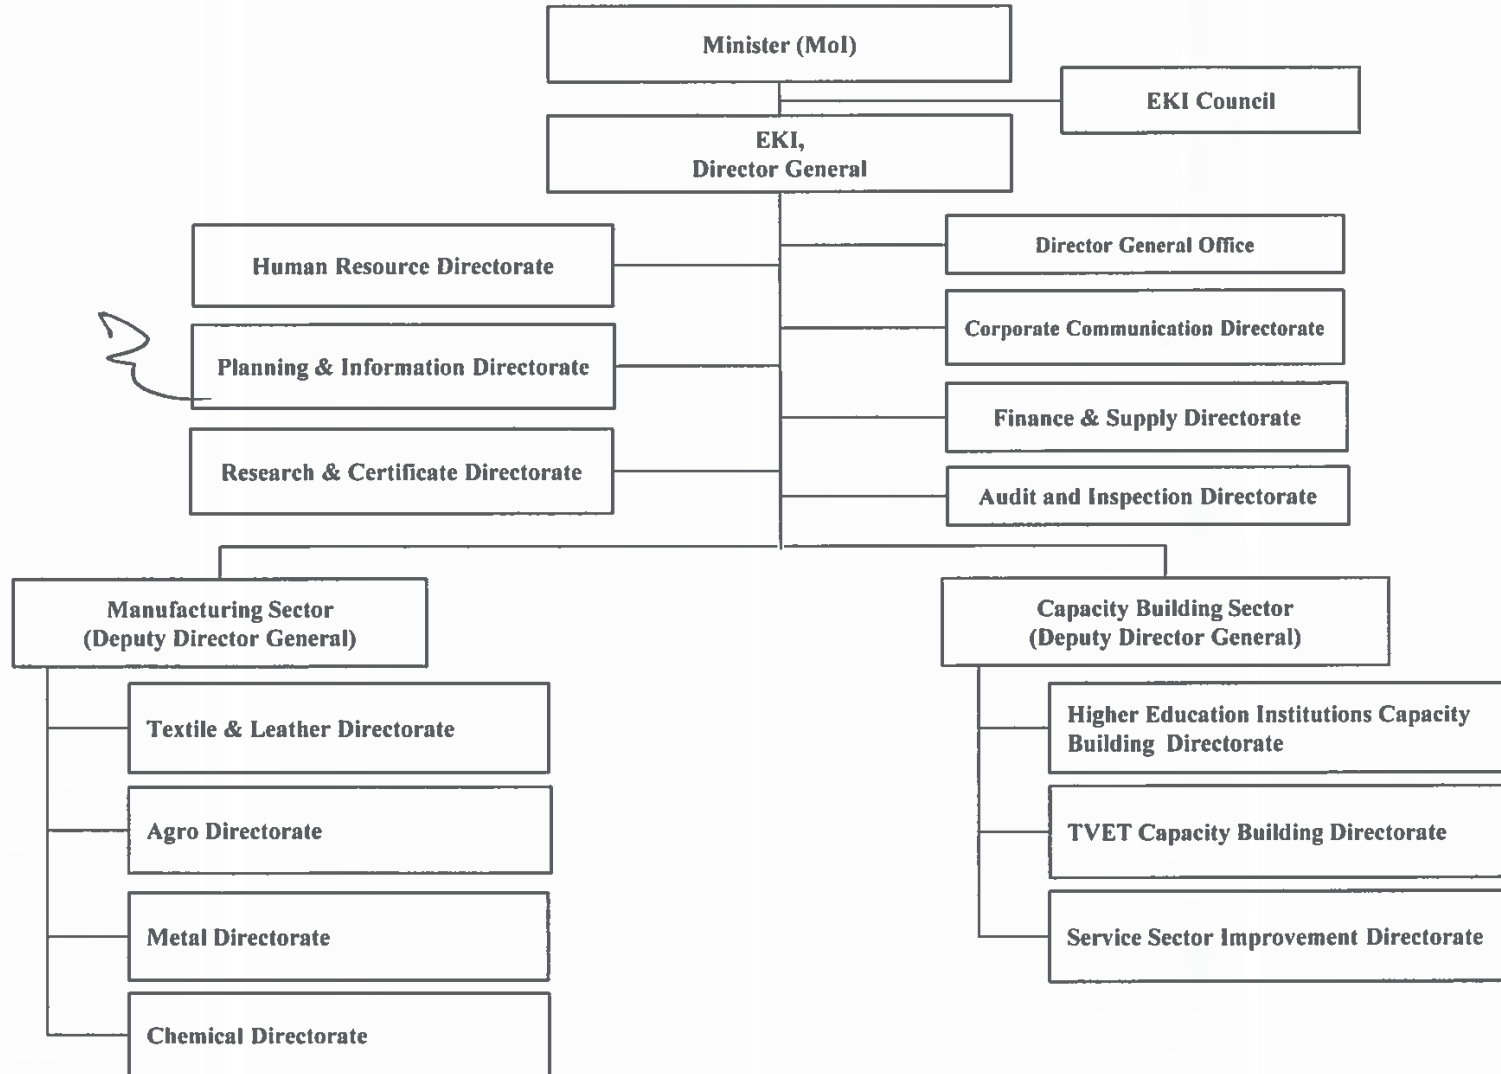 Minister (MoI)
EKI Council
EKI,
Director General
Human Resource Directorate
Planning & Information Directorate
Research & Certificate Directorate
Director General Office
Corporate Communication Directorate
Finance & Supply Directorate
Audit and Inspection Directorate
Manufacturing Sector
(Deputy Director General)
Textile & Leather Directorate
Agro Directorate
Metal Directorate
Chemical Directorate
Capacity Building Sector
(Deputy Director General)
Higher Education Institutions Capacity
Building Directorate
TVET Capacity Building Directorate
Service Sector Improvement Directorate